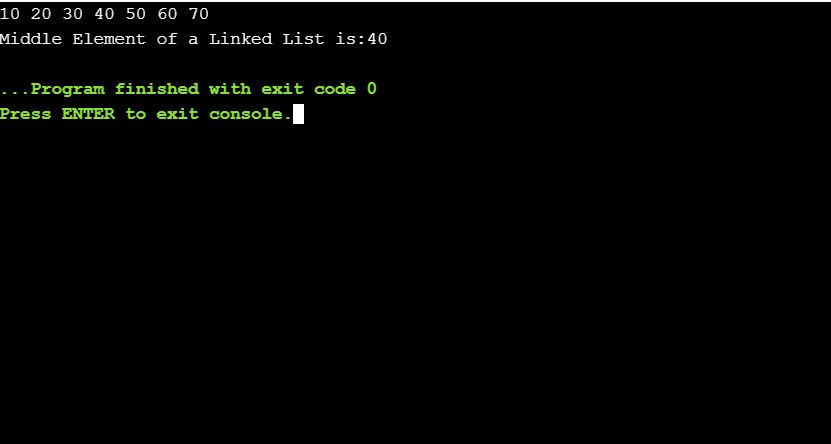 10 20 30 40 50 60 70
Middle Element of a Linked List is:40
...Program finished with exit code 0
Press ENTER to exit console.